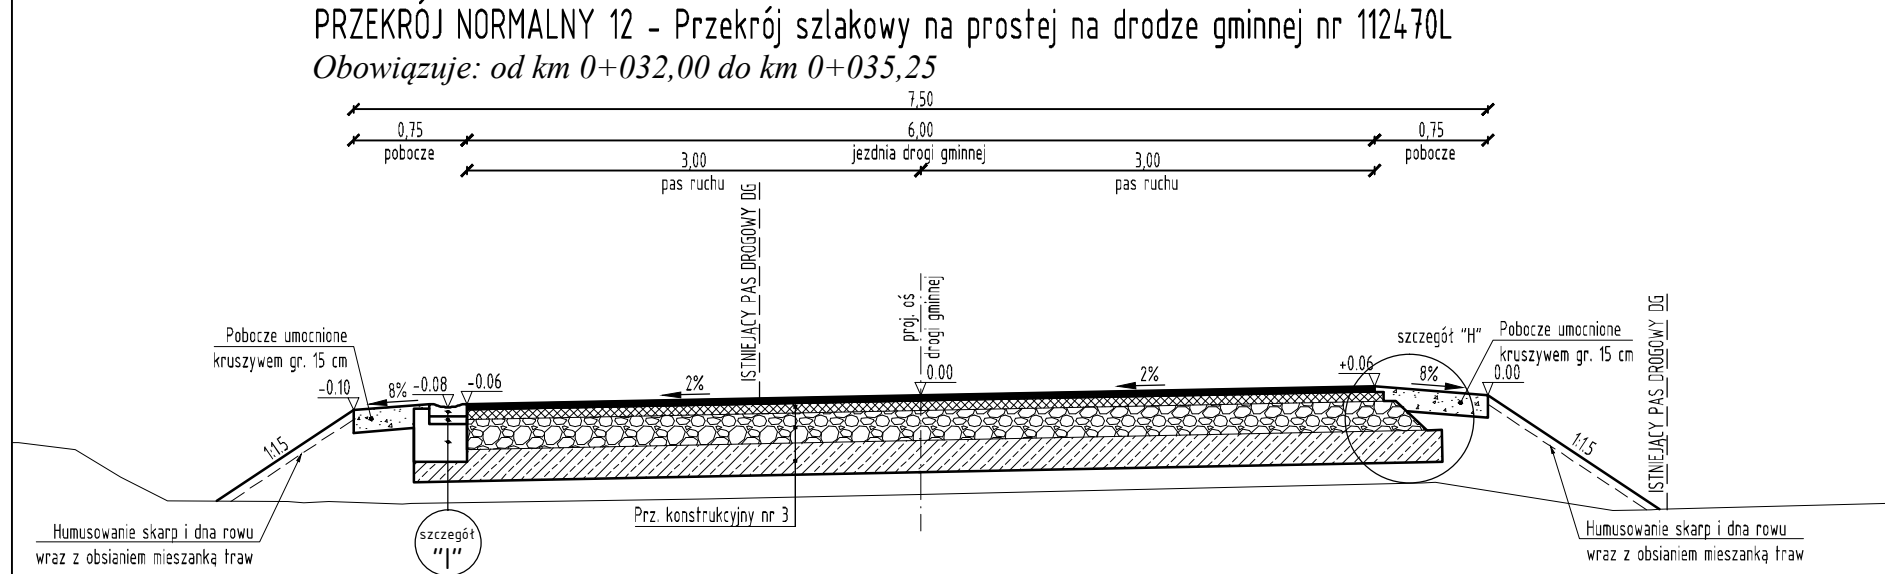 PRZEKRÓJ NORMALNY 12 - Przekrój szlakowy na prostej na drodze gminnej nr 112470L
Obowiązuje: od km 0+032,00 do km 0+035,25
7,50
0,75
6,00
0,75
pobocze
jezdnia drogi gminnej
pobocze
3,00
3,00
pas ruchu
pas ruchu
ISTNIEJĄCY PAS DROGOWY DG
proj. oś
drogi gminnej
ISTNIEJĄCY PAS DROGOWY DG
Pobocze umocnione
kruszywem gr. 15 cm
szczegół "H"
Pobocze umocnione
kruszywem gr. 15 cm
-0.10
8%
-0.08
-0.06
2%
0.00
2%
+0.06
8%
0.00
1:1.5
1:1.5
Prz. konstrukcyjny nr 3
Humusowanie skarp i dna rowu
wraz z obsianiem mieszanką traw
szczegół
"I"
Humusowanie skarp i dna rowu
wraz z obsianiem mieszanką traw